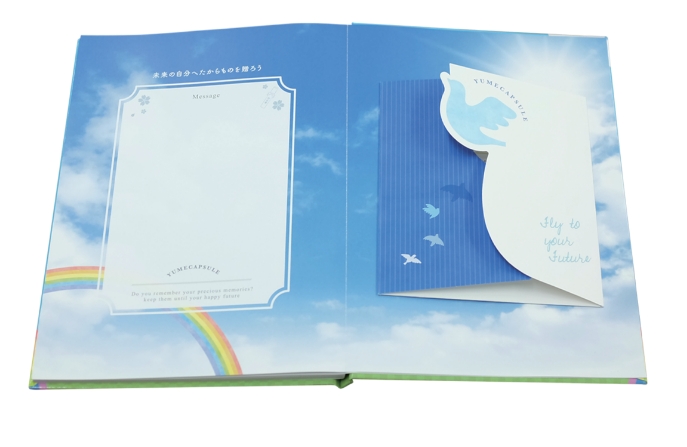 未来の自分へたからものを贈ろう
Message
YUMECAPSULE
Do you remember your precious memories?
keep them until your happy future
YUMECAPSULE
Fly to
your
Future